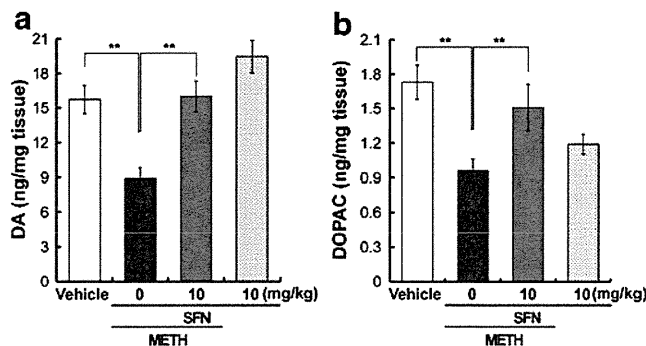 a
DA (ng/mg tissue)
21
18
15
12
9
6
3
0
** **
Vehicle 0 10 10 (mg/kg)
SFN
METH
b
DOPAC (ng/mg tissue)
2.1
1.8
1.5
1.2
0.9
0.6
0.3
0
** **
Vehicle 0 10 10 (mg/kg)
SFN
METH